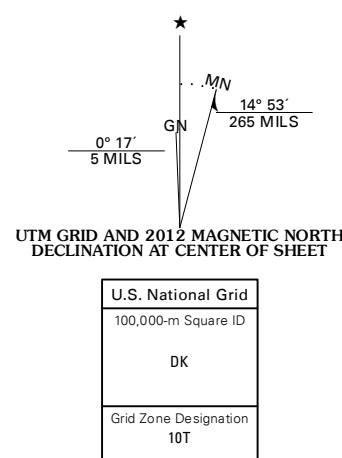 ★
MN
14° 53´
265 MILS
GN
0° 17´
5 MILS
UTM GRID AND 2012 MAGNETIC NORTH
DECLINATION AT CENTER OF SHEET
U.S. National Grid
100,000-m Square ID
DK
Grid Zone Designation
10T